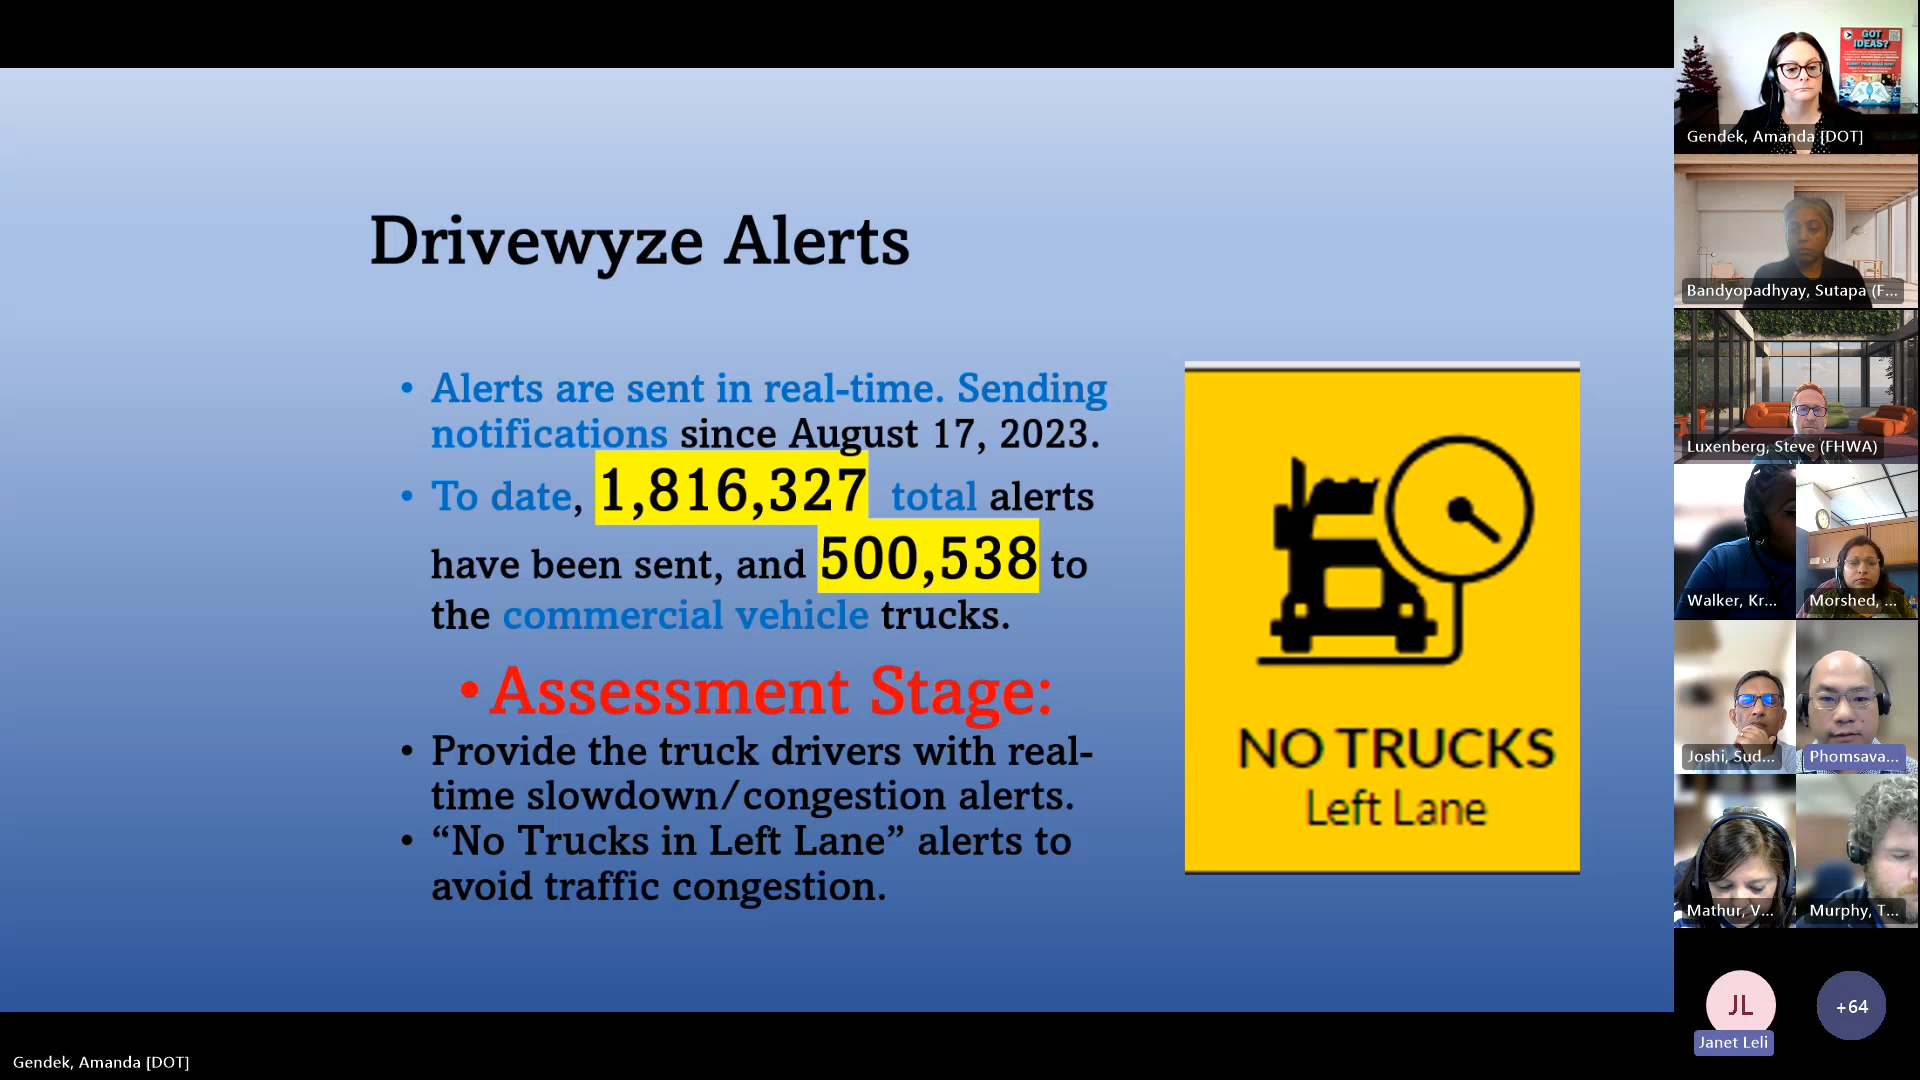 Drivewyze Alerts
• Alerts are sent in real-time. Sending
notifications since August 17, 2023.
• To date, 1,816,327 total alerts
have been sent, and 500,538 to
the commercial vehicle trucks.
• Assessment Stage:
• Provide the truck drivers with real-
time slowdown/congestion alerts.
• “No Trucks in Left Lane” alerts to
avoid traffic congestion.
NO TRUCKS
Left Lane
GOT
IDEAS?
Gendek, Amanda [DOT]
Bandyopadhyay, Sutapa (F...
Luxenberg, Steve (FHWA)
Walker, Kr...
Morshed, ...
Joshi, Sud...
Phomsava...
Mathur, V...
Murphy, T...
JL
Janet Leli
+64
Gendek, Amanda [DOT]